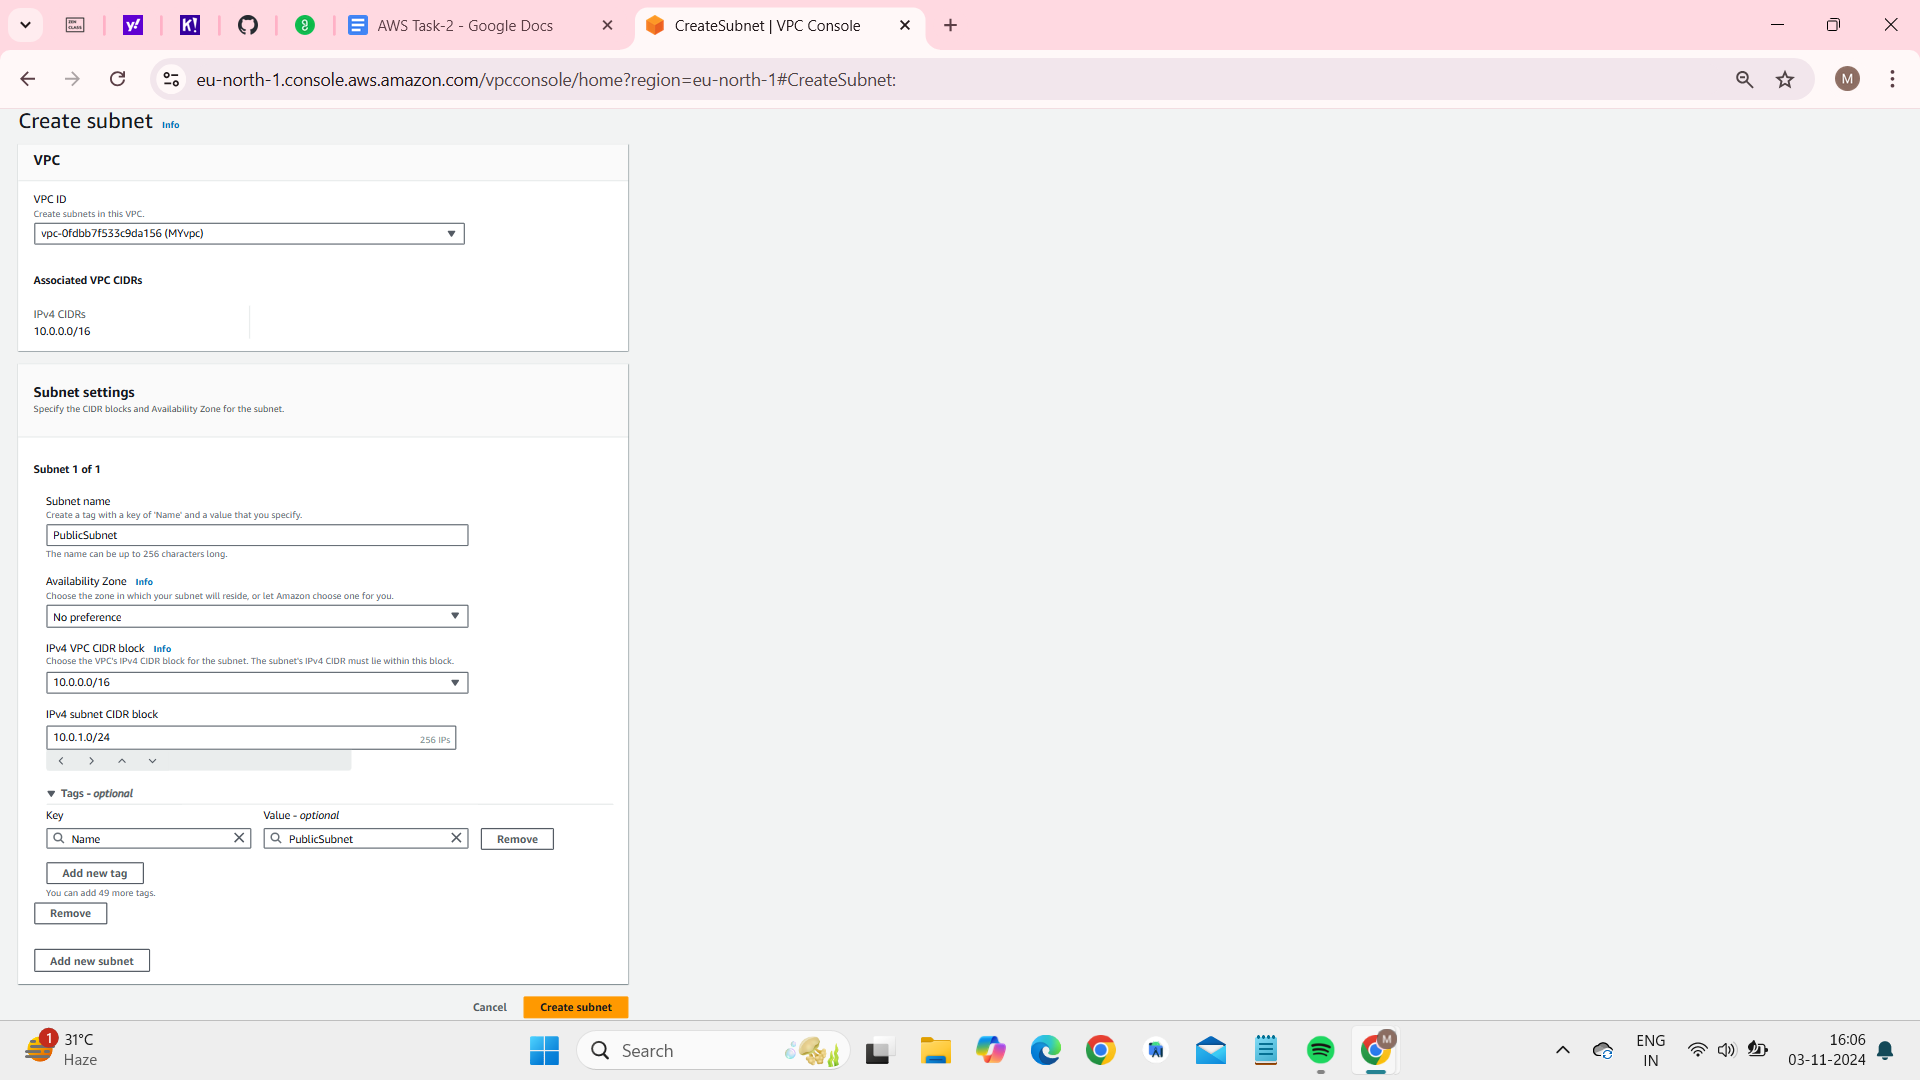 AWS Task-2 - Google Docs
CreateSubnet | VPC Console
eu-north-1.console.aws.amazon.com/vpcconsole/home?region=eu-north-1#CreateSubnet:
M
Create subnet Info
VPC
VPC ID
Create subnets in this VPC.
vpc-0fdbb7f533c9da156 (MYvpc)
Associated VPC CIDRs
IPv4 CIDRs
10.0.0.0/16
Subnet settings
Specify the CIDR blocks and Availability Zone for the subnet.
Subnet 1 of 1
Subnet name
Create a tag with a key of 'Name' and a value that you specify.
PublicSubnet
The name can be up to 256 characters long.
Availability Zone Info
Choose the zone in which your subnet will reside, or let Amazon choose one for you.
No preference
IPv4 VPC CIDR block Info
Choose the VPC's IPv4 CIDR block for the subnet. The subnet's IPv4 CIDR must lie within this block.
10.0.0.0/16
IPv4 subnet CIDR block
10.0.1.0/24 256 IPs
Tags - optional
Key Value - optional
Name PublicSubnet Remove
Add new tag
You can add 49 more tags.
Remove
Add new subnet
Cancel Create subnet
1 31°C
Haze
Search
M
ENG
IN
16:06
03-11-2024